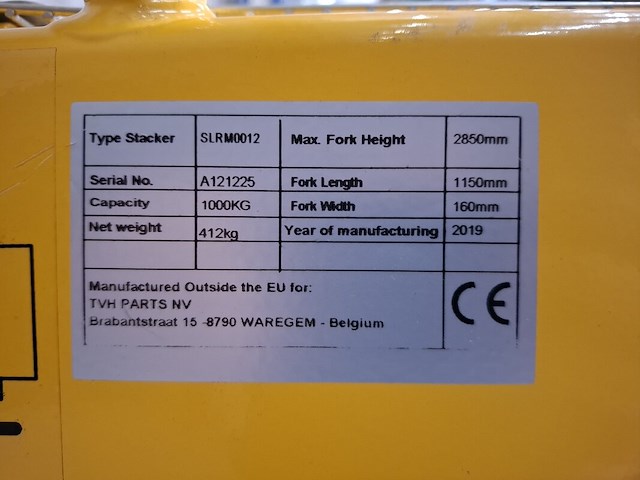 Type Stacker SLRM0012 Max. Fork Height 2850mm
Serial No. A121225 Fork Length 1150mm
Capacity 1000KG Fork Width 160mm
Net weight 412kg Year of manufacturing 2019
Manufactured Outside the EU for:
TVH PARTS NV
Brabantstraat 15 -8790 WAREGEM - Belgium
CE